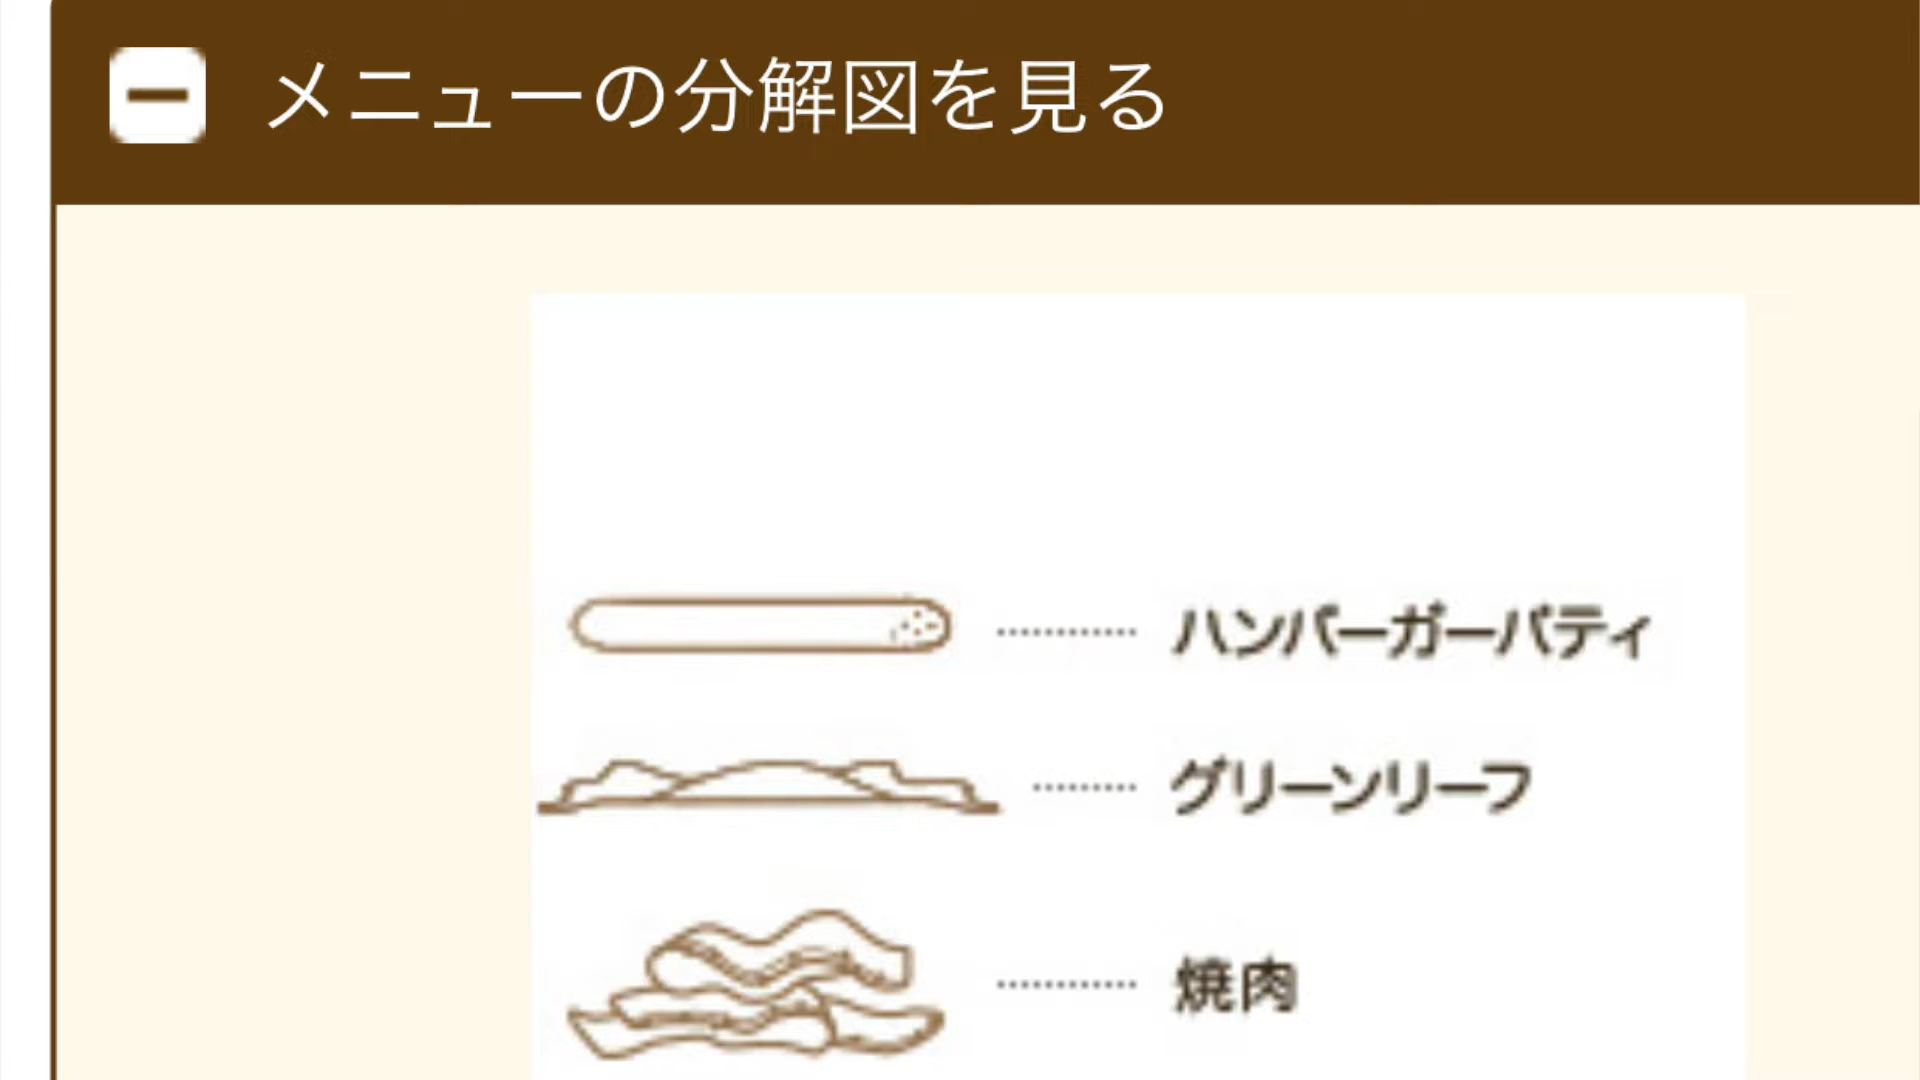 メニューの分解図を見る
ハンバーガーパティ
グリーンリーフ
焼肉